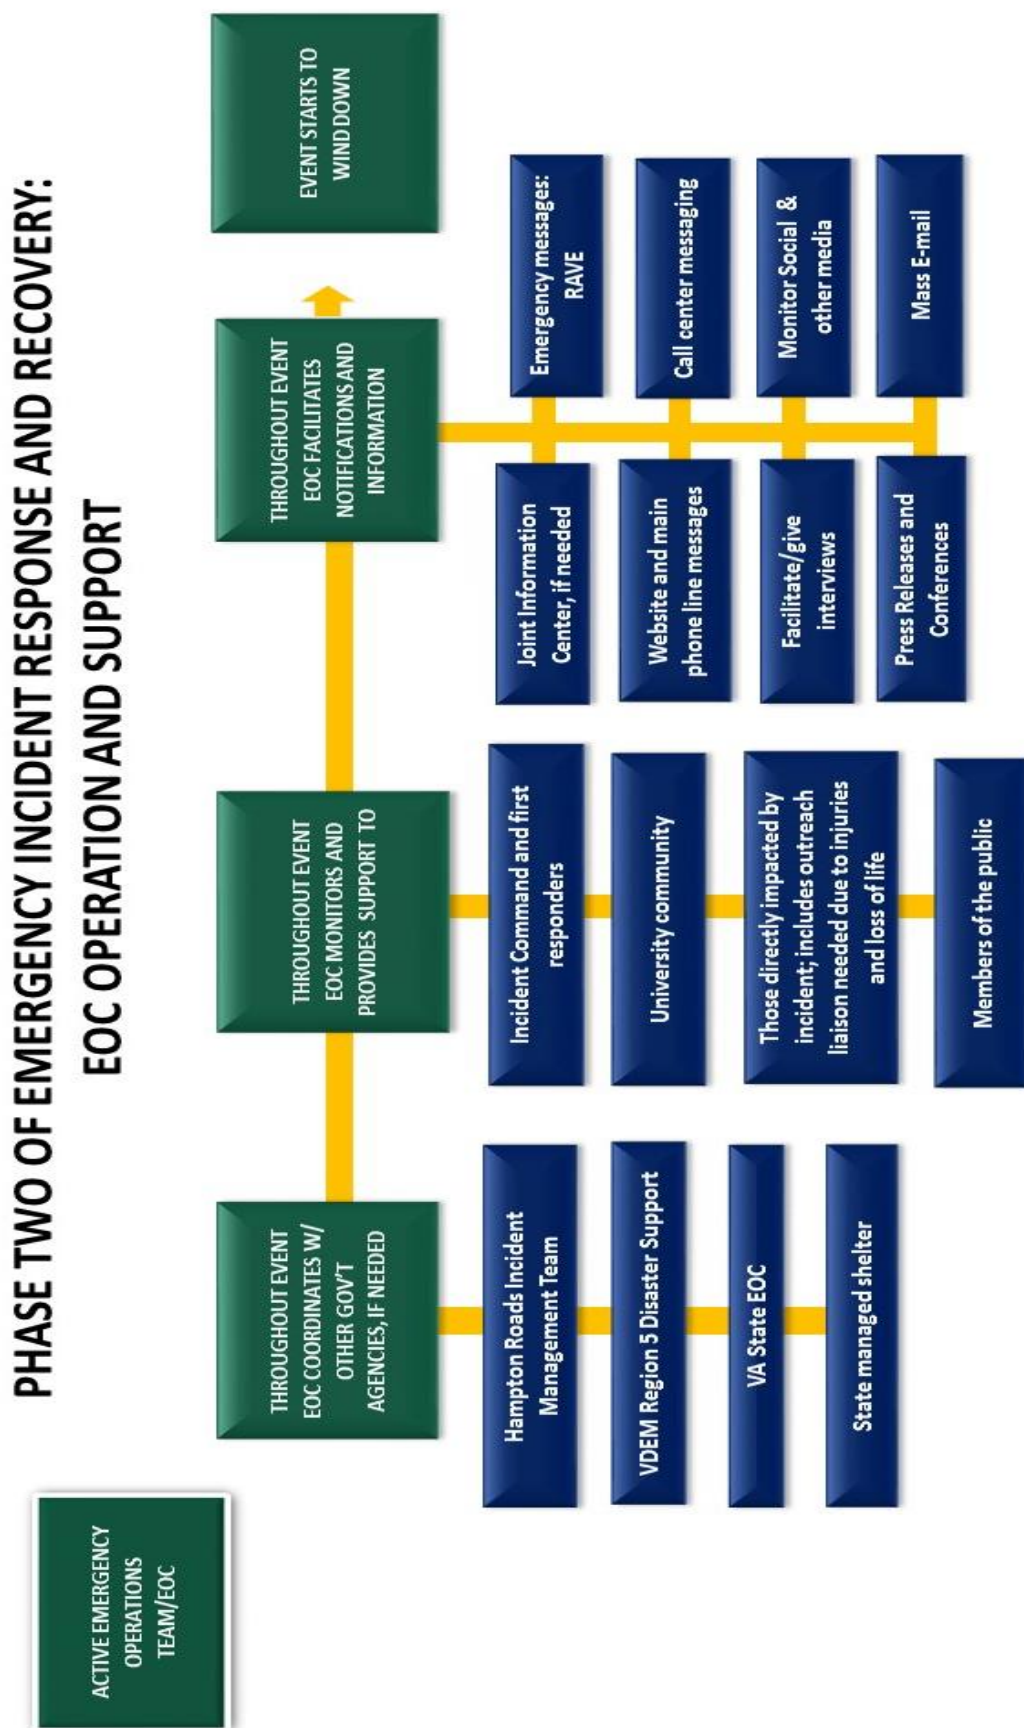 PHASE TWO OF EMERGENCY INCIDENT RESPONSE AND RECOVERY:
EOC OPERATION AND SUPPORT
ACTIVE EMERGENCY
OPERATIONS
TEAM/EOC
THROUGHOUT EVENT
EOC COORDINATES W/
OTHER GOV'T
AGENCIES, IF NEEDED
Hampton Roads Incident
Management Team
VDEM Region 5 Disaster Support
VA State EOC
State managed shelter
THROUGHOUT EVENT
EOC MONITORS AND
PROVIDES SUPPORT TO
Incident Command and first
responders
University community
Those directly impacted by
incident; includes outreach
liaison needed due to injuries
and loss of life
Members of the public
THROUGHOUT EVENT
EOC FACILITATES
NOTIFICATIONS AND
INFORMATION
Joint Information
Center, if needed
Emergency messages:
RAVE
Website and main
phone line messages
Call center messaging
Facilitate/give
interviews
Monitor Social &
other media
Press Releases and
Conferences
Mass E-mail
EVENT STARTS TO
WIND DOWN